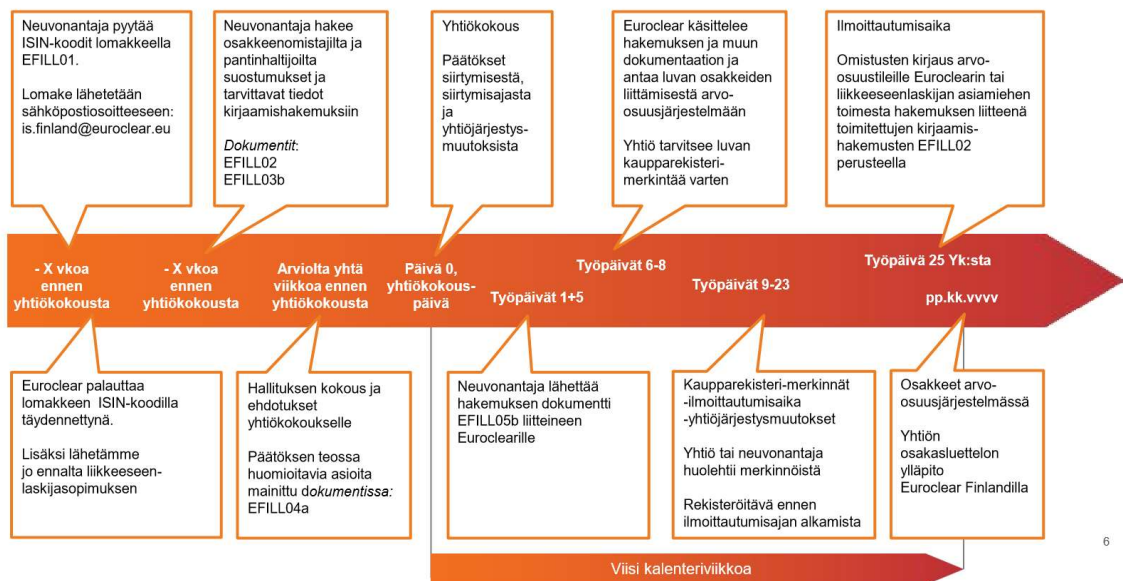 Neuvonantaja pyytää
ISIN-koodit lomakkeella
EFILL01.
Lomake lähetetään
sähköpostiosoitteeseen:
is.finland@euroclear.eu
Neuvonantaja hakee
osakkeenomistajilta ja
pantinhaltijoilta
suostumukset ja
tarvittavat tiedot
kirjaamishakemuksiin
Dokumentit:
EFILL02
EFILL03b
Yhtiökokous
Päätökset
siirtymisestä,
siirtymisajasta
ja
yhtiöjärjestys-
muutoksista
Euroclear käsittelee
hakemuksen ja muun
dokumentaation ja
antaa luvan osakkeiden
liittämisestä arvo-
osuusjärjestelmään
Yhtiö tarvitsee luvan
kaupparekisteri-
merkintää varten
Ilmoittautumisaika
Omistusten kirjaus arvo-
osuustileille Euroclearin tai
liikkeeseenlaskijan asiamiehen
toimesta hakemuksen liitteenä
toimitettujen kirjaamis-
hakemusten EFILL02
perusteella
- X vkoa
ennen
yhtiökokousta
- X vkoa
ennen
yhtiökokousta
Arviolta yhtä
viikkoa ennen
yhtiökokousta
Päivä 0,
yhtiökokous-
päivä
Työpäivät 1+5
Työpäivät 6-8
Työpäivät 9-23
Työpäivä 25 Yk:sta
pp.kk.vvvv
Euroclear palauttaa
lomakkeen ISIN-koodilla
täydennettynä.
Lisäksi lähetämme
jo ennalta liikkeeseen-
laskijasopimuksen
Hallituksen kokous ja
ehdotukset
yhtiökokoukselle
Päätöksen teossa
huomioitavia asioita
mainittu dokumentissa:
EFILL04a
Neuvonantaja lähettää
hakemuksen dokumentti
EFILL05b liitteineen
Euroclearille
Kaupparekisteri-merkinnät
-ilmoittautumisaika
-yhtiöjärjestysmuutokset
Yhtiö tai neuvonantaja
huolehtii merkinnöistä
Rekisteröitävä ennen
ilmoittautumisajan alkamista
Osakkeet arvo-
osuusjärjestelmässä
Yhtiön
osakasluettelon
ylläpito
Euroclear Finlandilla
Viisi kalenteriviikkoa
6